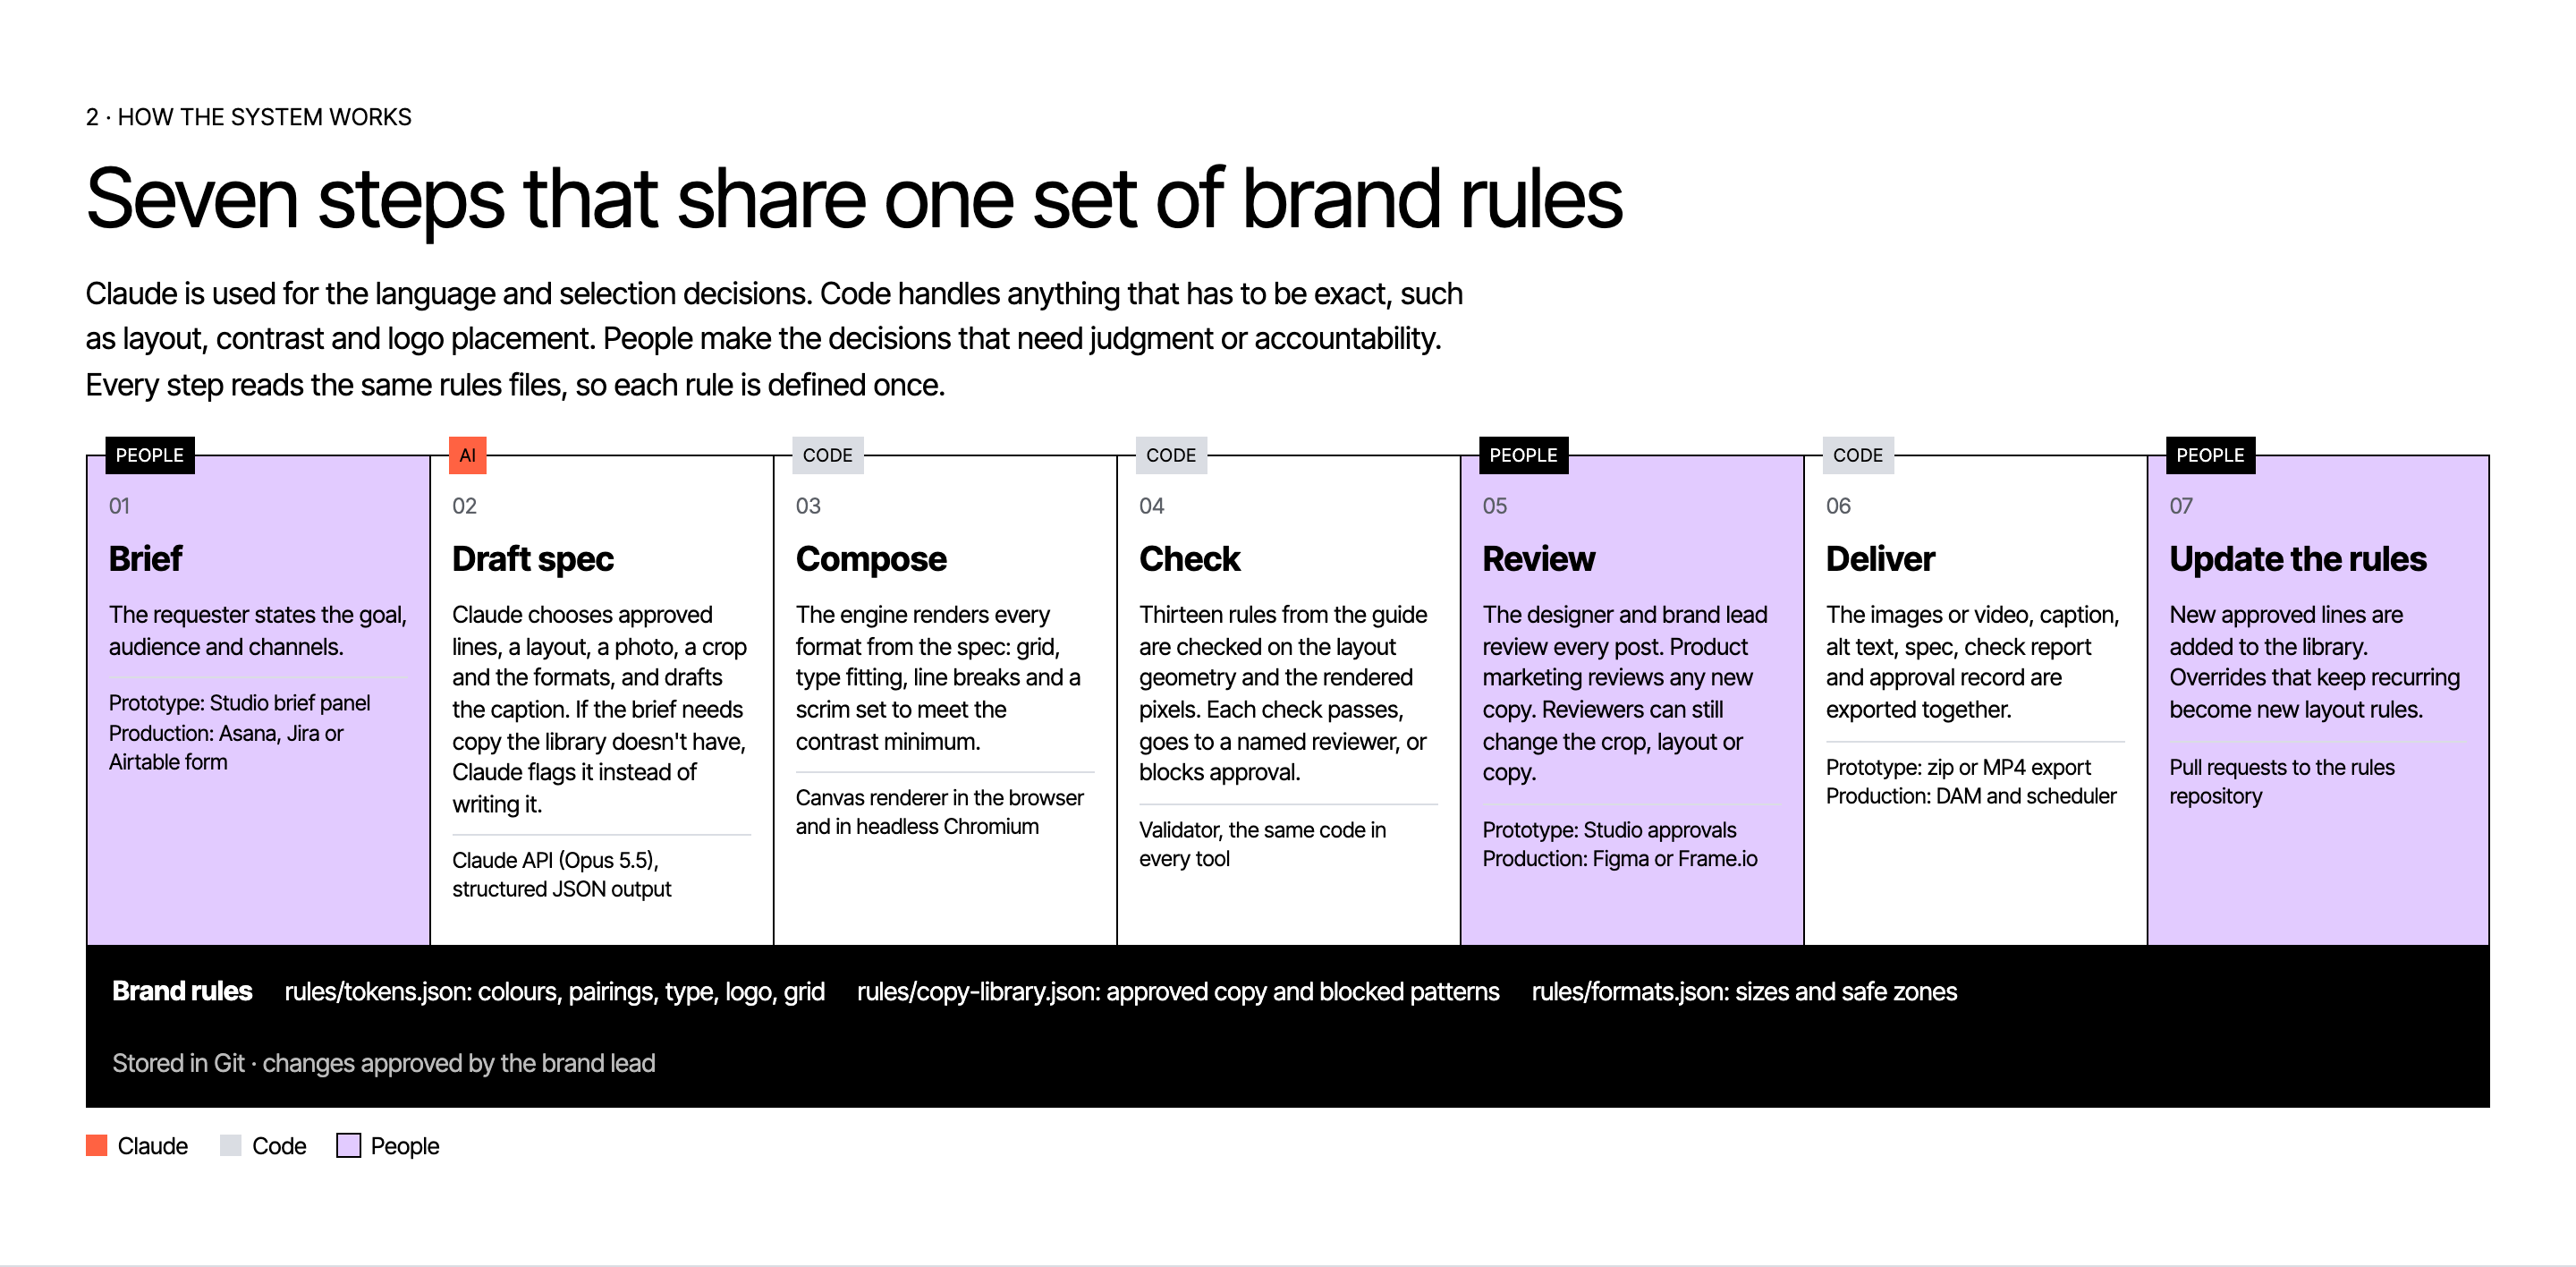 2 · HOW THE SYSTEM WORKS
Seven steps that share one set of brand rules
Claude is used for the language and selection decisions. Code handles anything that has to be exact, such
as layout, contrast and logo placement. People make the decisions that need judgment or accountability.
Every step reads the same rules files, so each rule is defined once.
PEOPLE
01
Brief
The requester states the goal,
audience and channels.
Prototype: Studio brief panel
Production: Asana, Jira or
Airtable form
AI
02
Draft spec
Claude chooses approved
lines, a layout, a photo, a crop
and the formats, and drafts
the caption. If the brief needs
copy the library doesn't have,
Claude flags it instead of
writing it.
Claude API (Opus 5.5),
structured JSON output
CODE
03
Compose
The engine renders every
format from the spec: grid,
type fitting, line breaks and a
scrim set to meet the
contrast minimum.
Canvas renderer in the browser
and in headless Chromium
CODE
04
Check
Thirteen rules from the guide
are checked on the layout
geometry and the rendered
pixels. Each check passes,
goes to a named reviewer, or
blocks approval.
Validator, the same code in
every tool
PEOPLE
05
Review
The designer and brand lead
review every post. Product
marketing reviews any new
copy. Reviewers can still
change the crop, layout or
copy.
Prototype: Studio approvals
Production: Figma or Frame.io
CODE
06
Deliver
The images or video, caption,
alt text, spec, check report
and approval record are
exported together.
Prototype: zip or MP4 export
Production: DAM and scheduler
PEOPLE
07
Update the rules
New approved lines are
added to the library.
Overrides that keep recurring
become new layout rules.
Pull requests to the rules
repository
Brand rules rules/tokens.json: colours, pairings, type, logo, grid rules/copy-library.json: approved copy and blocked patterns rules/formats.json: sizes and safe zones
Stored in Git · changes approved by the brand lead
Claude Code People